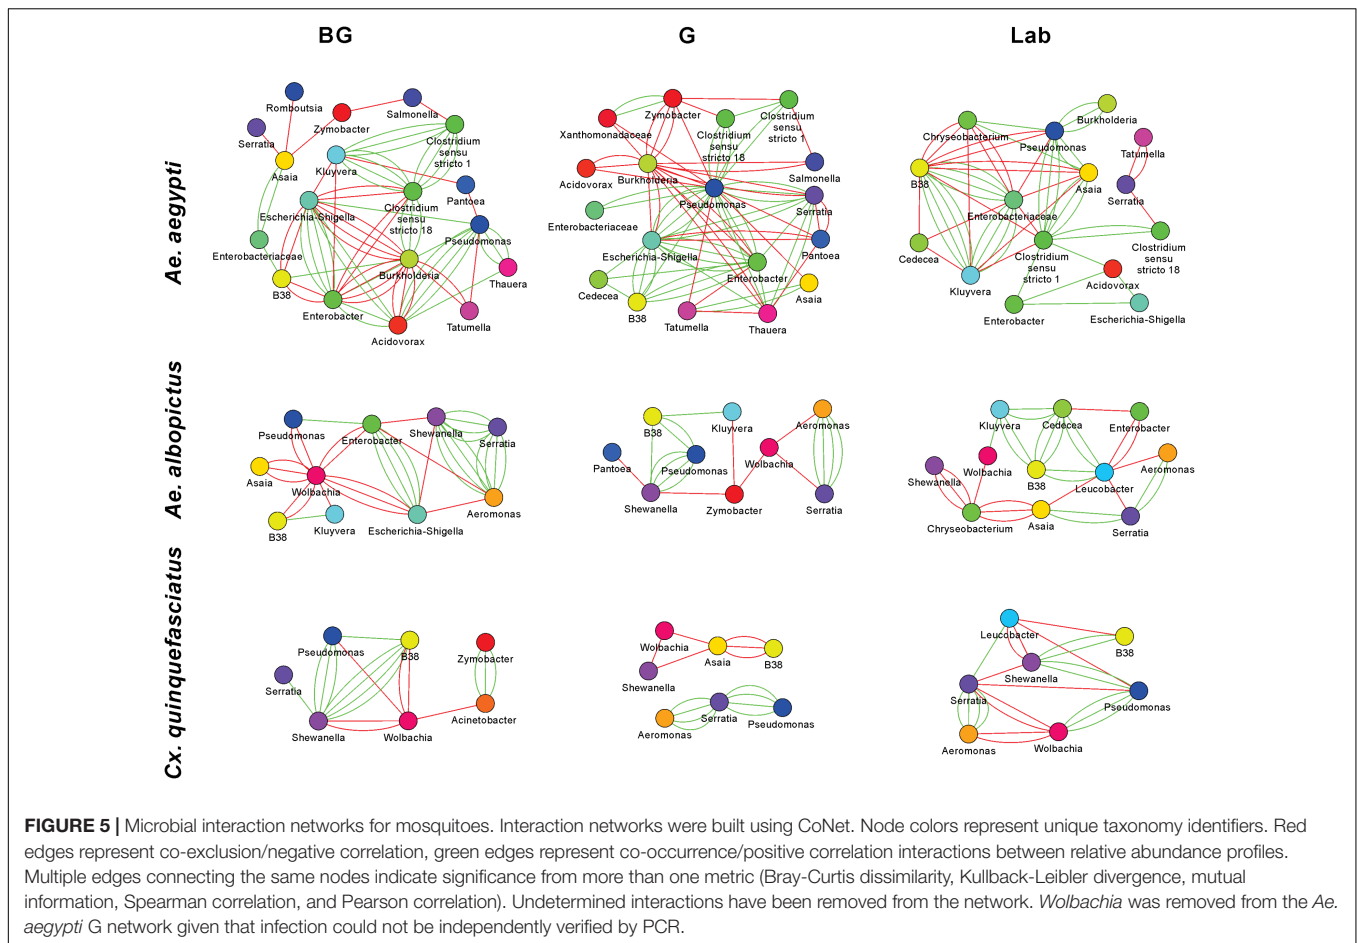 BG G Lab
Ae. aegypti
Romboutsia
Serratia
Zymobacter
Salmonella
Clostridium
sensu
stricto 1
Asaia
Kluyvera
Pantoea
Escherichia-Shigella
Clostridium
sensu
stricto 18
Pseudomonas
Enterobacteriaceae
Burkholderia
B38
Thauera
Enterobacter
Tatumella
Acidovorax
Xanthomonadaceae
Zymobacter
Clostridium
sensu
stricto 18
Clostridium
sensu
stricto 1
Acidovorax
Burkholderia
Salmonella
Pseudomonas
Serratia
Enterobacteriaceae
Escherichia-Shigella
Pantoea
Cedecea
Enterobacter
B38
Asaia
Tatumella
Thauera
Chryseobacterium
Burkholderia
Pseudomonas
Tatumella
B38
Asaia
Serratia
Enterobacteriaceae
Cedecea
Clostridium
sensu
stricto 1
Clostridium
sensu
stricto 18
Kluyvera
Acidovorax
Enterobacter
Escherichia-Shigella
Ae. albopictus
Pseudomonas
Enterobacter
Shewanella
Serratia
Asaia
Wolbachia
Aeromonas
B38
Kluyvera
Escherichia-Shigella
B38
Kluyvera
Aeromonas
Pantoea
Pseudomonas
Wolbachia
Shewanella
Zymobacter
Serratia
Kluyvera
Cedecea
Enterobacter
Shewanella
Wolbachia
B38
Leucobacter
Aeromonas
Chryseobacterium
Asaia
Serratia
Cx. quinquefasciatus
Pseudomonas
B38
Zymobacter
Serratia
Shewanella
Wolbachia
Acinetobacter
Wolbachia
Asaia
B38
Shewanella
Serratia
Aeromonas
Pseudomonas
Leucobacter
B38
Shewanella
Serratia
Pseudomonas
Aeromonas
Wolbachia
FIGURE 5 | Microbial interaction networks for mosquitoes. Interaction networks were built using CoNet. Node colors represent unique taxonomy identifiers. Red
edges represent co-exclusion/negative correlation, green edges represent co-occurrence/positive correlation interactions between relative abundance profiles.
Multiple edges connecting the same nodes indicate significance from more than one metric (Bray-Curtis dissimilarity, Kullback-Leibler divergence, mutual
information, Spearman correlation, and Pearson correlation). Undetermined interactions have been removed from the network. Wolbachia was removed from the Ae.
aegypti G network given that infection could not be independently verified by PCR.